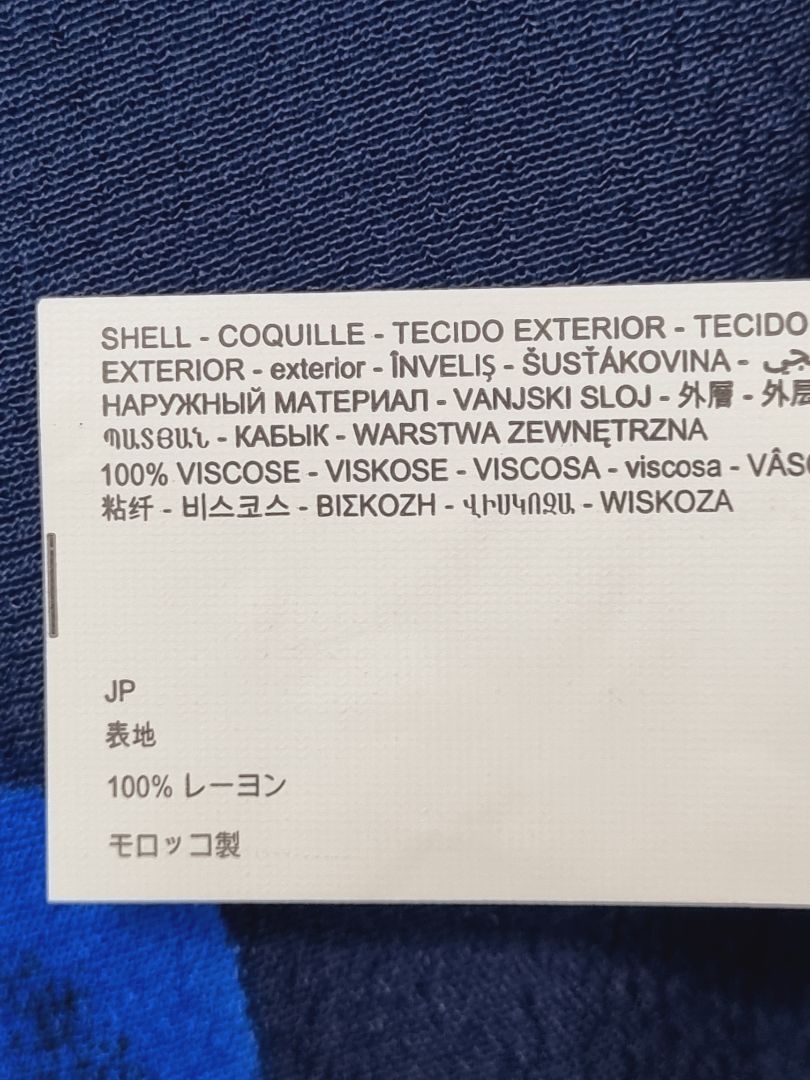 SHELL - COQUILLE - TECIDO EXTERIOR - TECIDO
EXTERIOR - exterior - ÎNVELIŞ - ŠUSŤÁKOVINA -
НАРУЖНЫЙ МАТЕРИАЛ - VANJSKI SLOJ - 外層 - 外层
ՊԱՏՅԱՆ - КАБЫК - WARSTWA ZEWNĘTRZNA
100% VISCOSE - VISKOSE - VISCOSA - viscosa -
粘纤 - 비스코스 - ΒΙΣΚΟΖΗ - ՎԻՍԿՈԶԱ - WISKOZA
JP
表地
100% レーヨン
モロッコ製